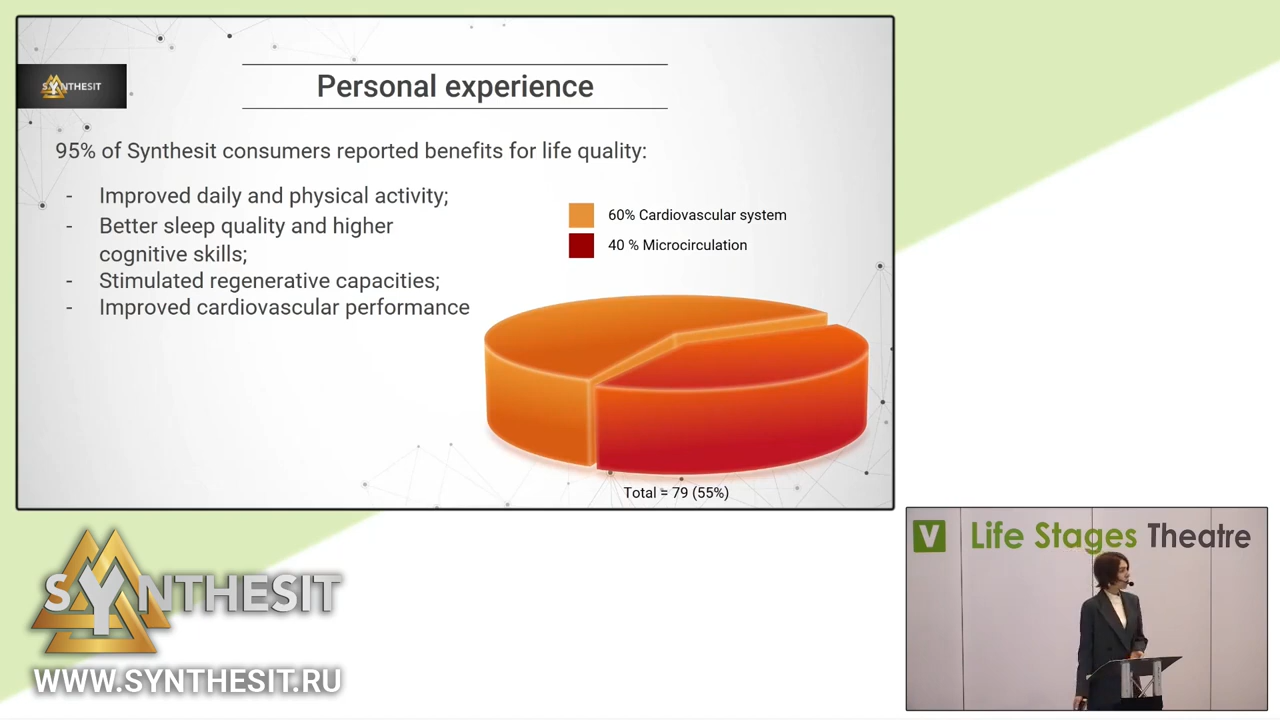 SYNTHESIT
Personal experience
95% of Synthesit consumers reported benefits for life quality:
- Improved daily and physical activity;
- Better sleep quality and higher
cognitive skills;
- Stimulated regenerative capacities;
- Improved cardiovascular performance
60% Cardiovascular system
40 % Microcirculation
Total = 79 (55%)
SYNTHESIT
WWW.SYNTHESIT.RU
V Life Stages Theatre